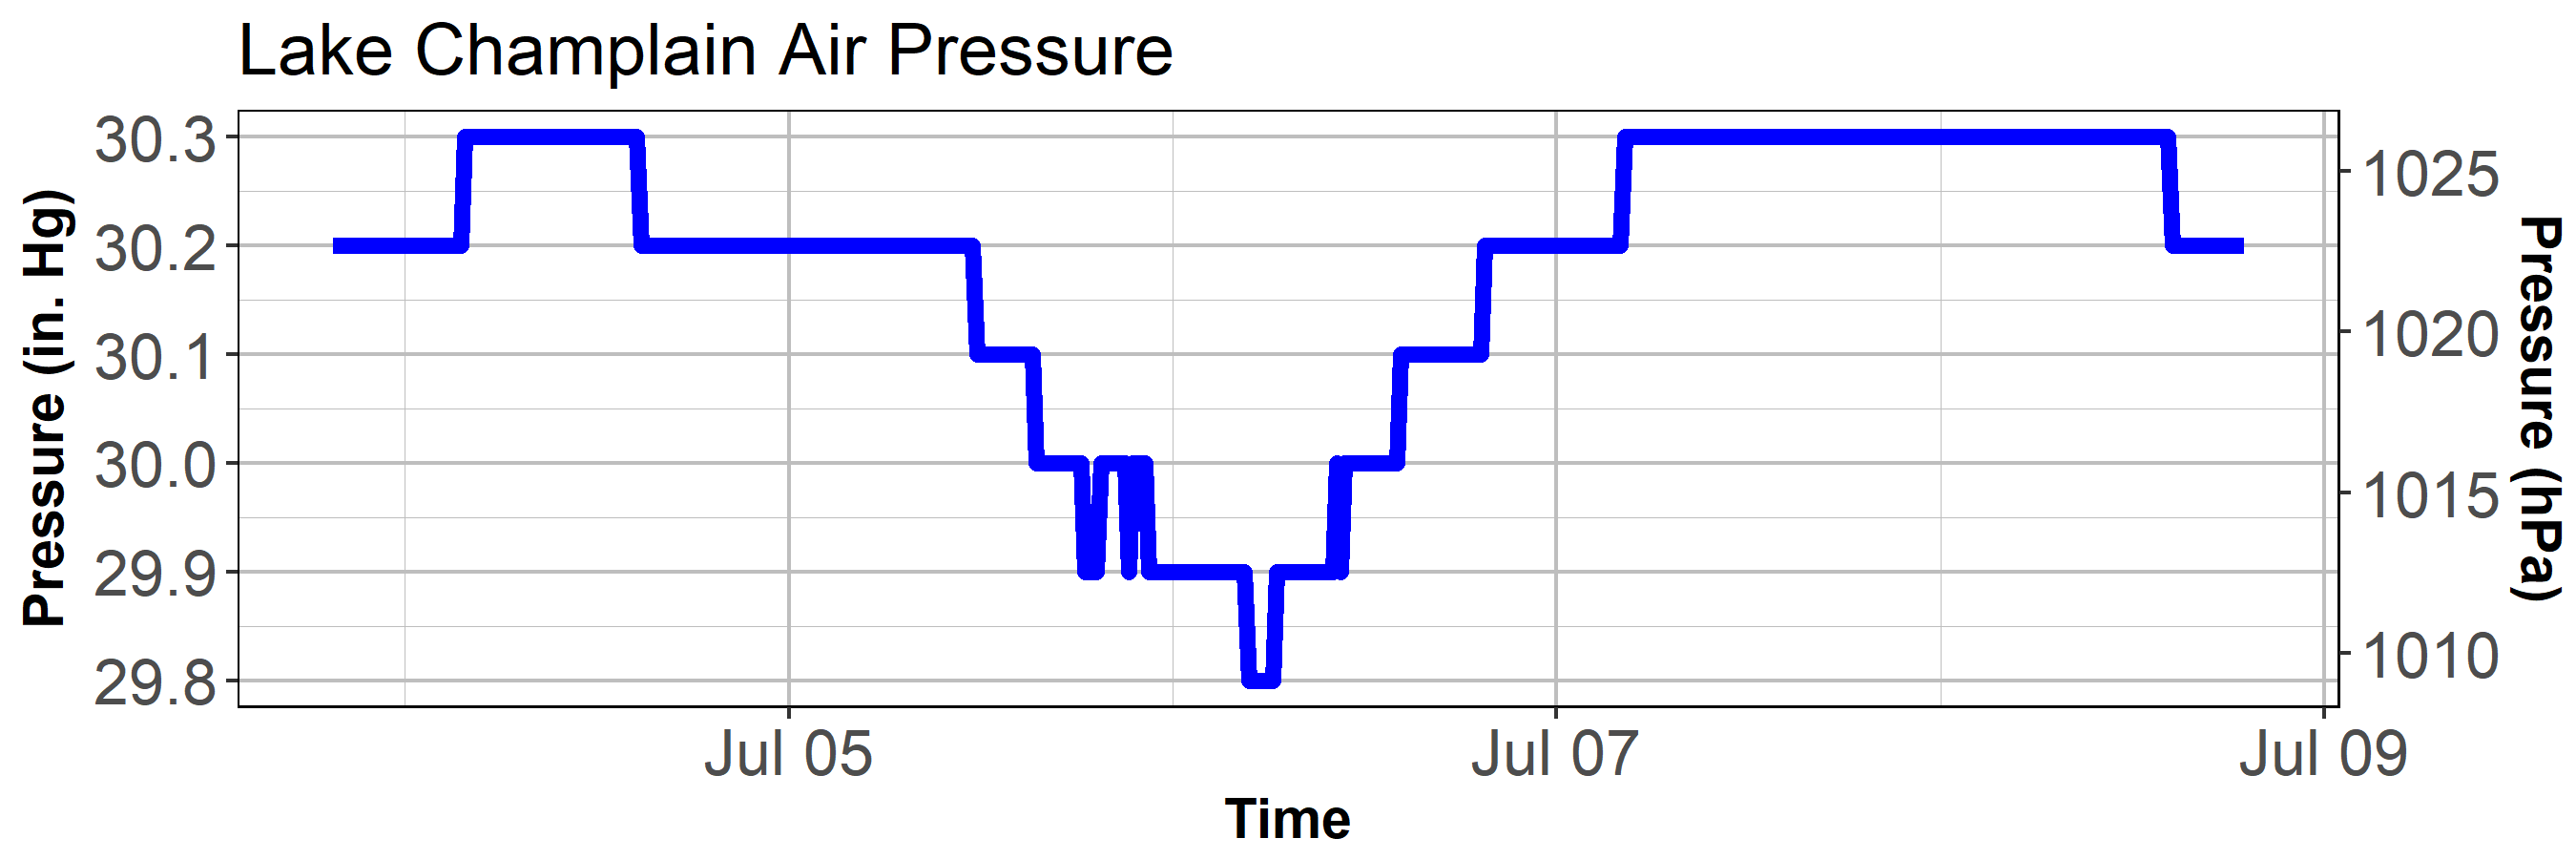 Lake Champlain Air Pressure
Pressure (in. Hg)
30.3
30.2
30.1
30.0
29.9
29.8
1025
1020
1015
1010
Pressure (hPa)
Jul 05
Jul 07
Jul 09
Time